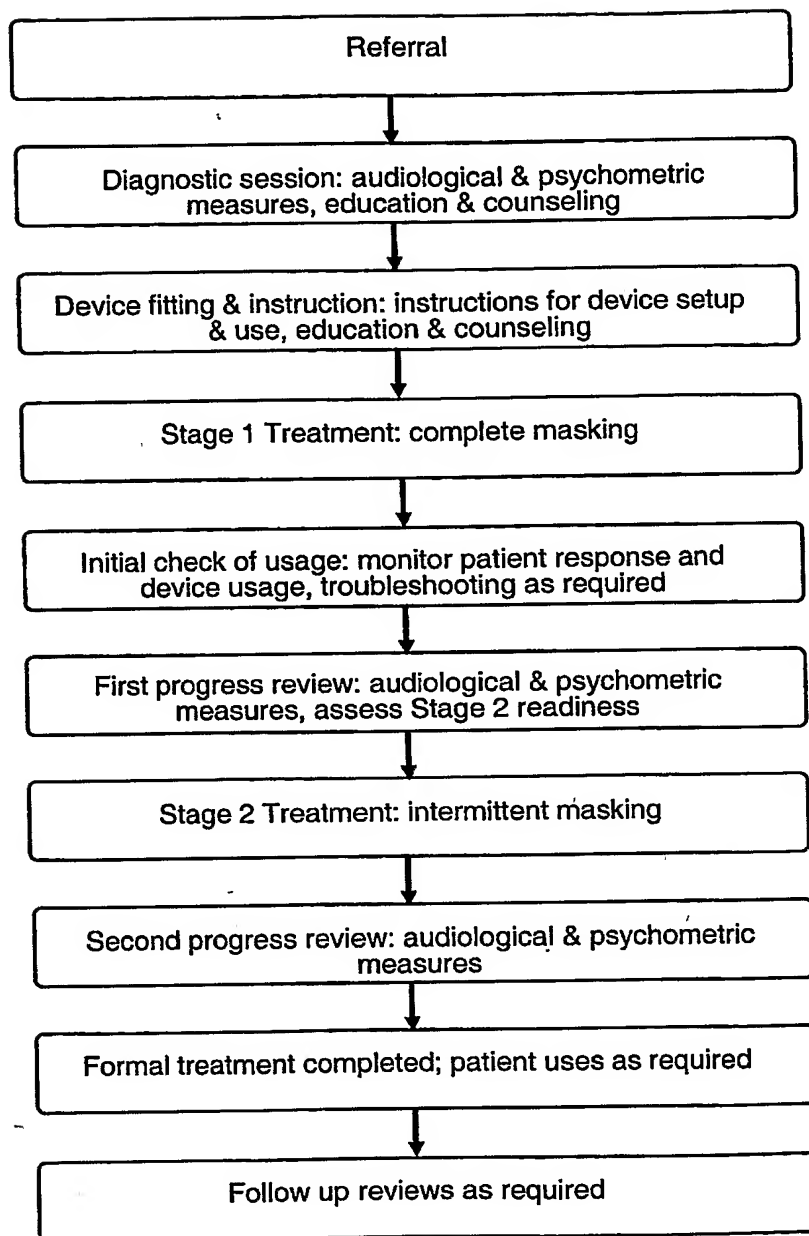 Referral
Diagnostic session: audiological & psychometric
measures, education & counseling
Device fitting & instruction: instructions for device setup
& use, education & counseling
Stage 1 Treatment: complete masking
Initial check of usage: monitor patient response and
device usage, troubleshooting as required
First progress review: audiological & psychometric
measures, assess Stage 2 readiness
Stage 2 Treatment: intermittent masking
Second progress review: audiological & psychometric
measures
Formal treatment completed; patient uses as required
Follow up reviews as required